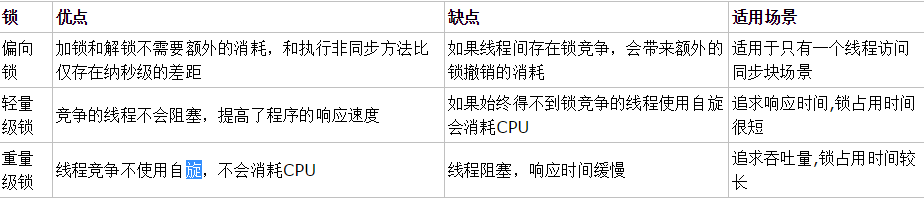 锁 优点 缺点 适用场景
偏向 加锁和解锁不需要额外的消耗，和执行非同步方法比 如果线程间存在锁竞争，会带来额外的 适用于只有一个线程访问
锁 仅存在纳秒级的差距 锁撤销的消耗 同步块场景
轻量 竞争的线程不会阻塞，提高了程序的响应速度 如果始终得不到锁竞争的线程使用自旋 追求响应时间,锁占用时间
级锁 会消耗CPU 很短
重量 线程竞争不使用自旋，不会消耗CPU 线程阻塞，响应时间缓慢 追求吞吐量,锁占用时间较
级锁 长